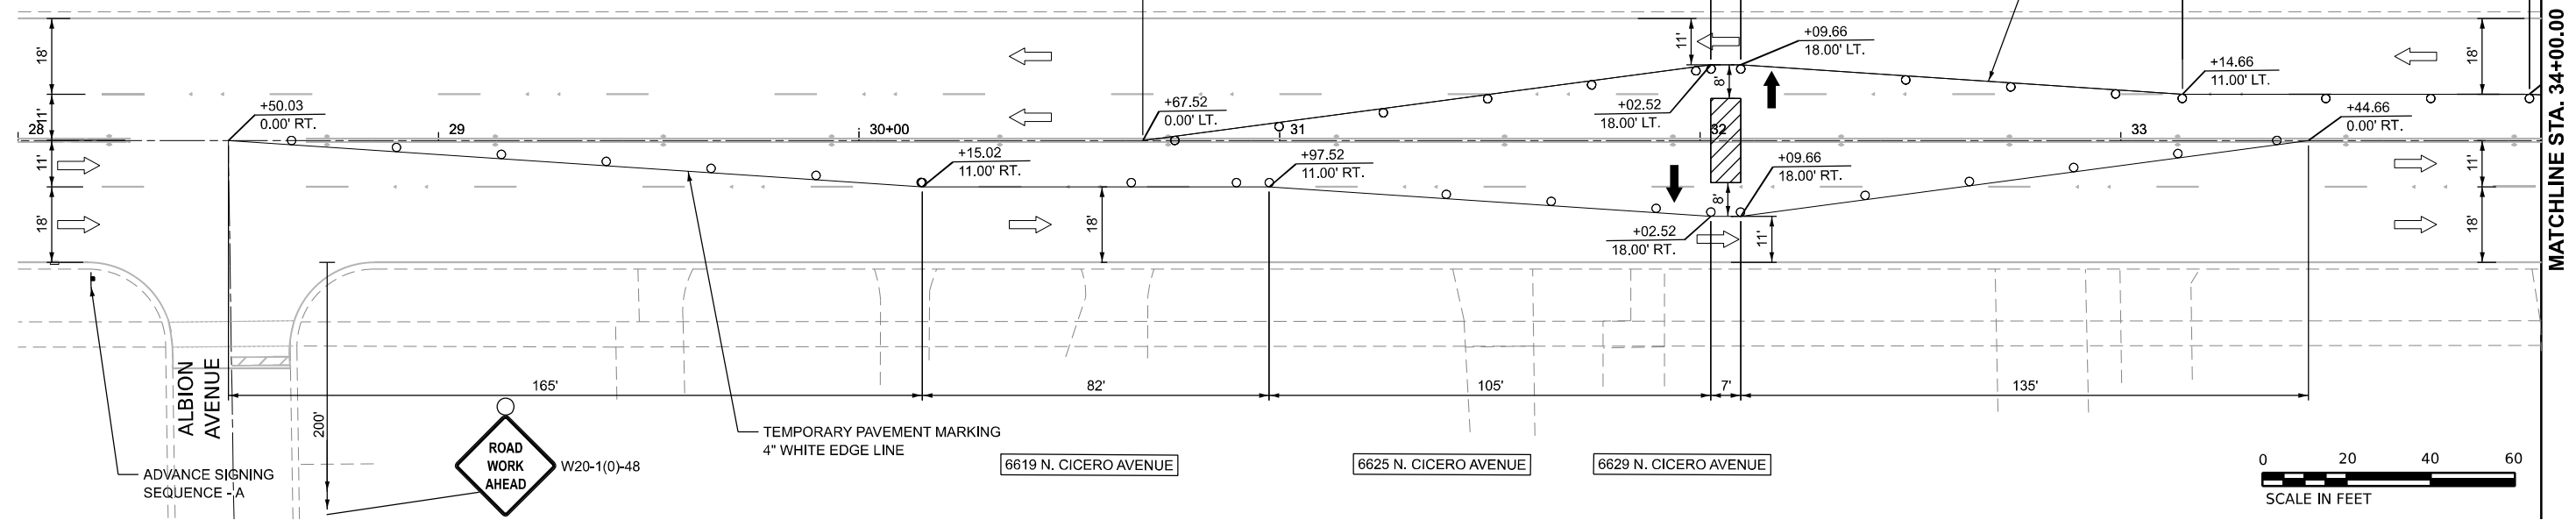 18'
11'
11'
18'
28
29
30+00
31
32
33
+50.03
0.00' RT.
+67.52
0.00' LT.
+15.02
11.00' RT.
+97.52
11.00' RT.
18'
11'
8'
+02.52
18.00' LT.
+09.66
18.00' LT.
+09.66
18.00' RT.
8'
+02.52
18.00' RT.
11'
+14.66
11.00' LT.
+44.66
0.00' RT.
18'
11'
18'
MATCHLINE STA. 34+00.00
165'
82'
105'
7'
135'
200'
ALBION
AVENUE
ADVANCE SIGNING
SEQUENCE - A
ROAD
WORK
AHEAD
W20-1(0)-48
TEMPORARY PAVEMENT MARKING
4" WHITE EDGE LINE
6619 N. CICERO AVENUE
6625 N. CICERO AVENUE
6629 N. CICERO AVENUE
0 20 40 60
SCALE IN FEET